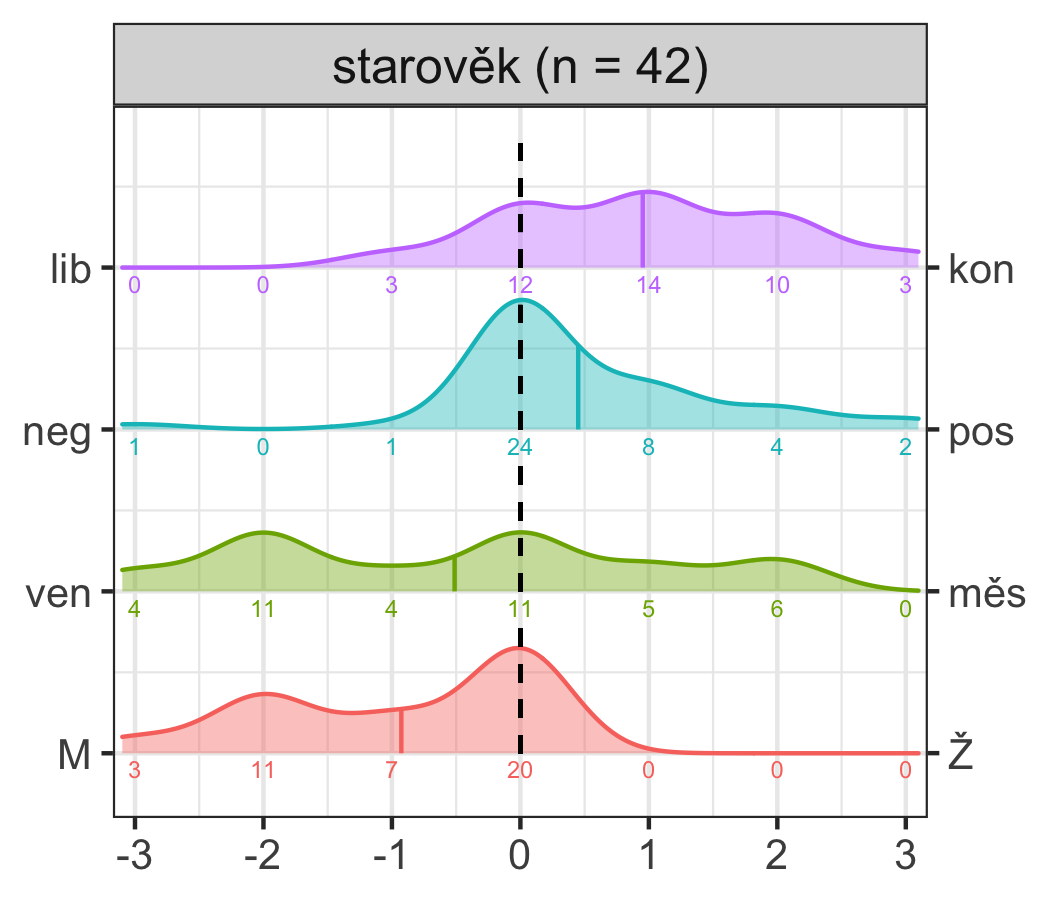 starověk (n = 42)
lib kon
0 0 3 12 14 10 3
neg pos
1 0 1 24 8 4 2
ven měs
4 11 4 11 5 6 0
M Ž
3 11 7 20 0 0 0
-3 -2 -1 0 1 2 3